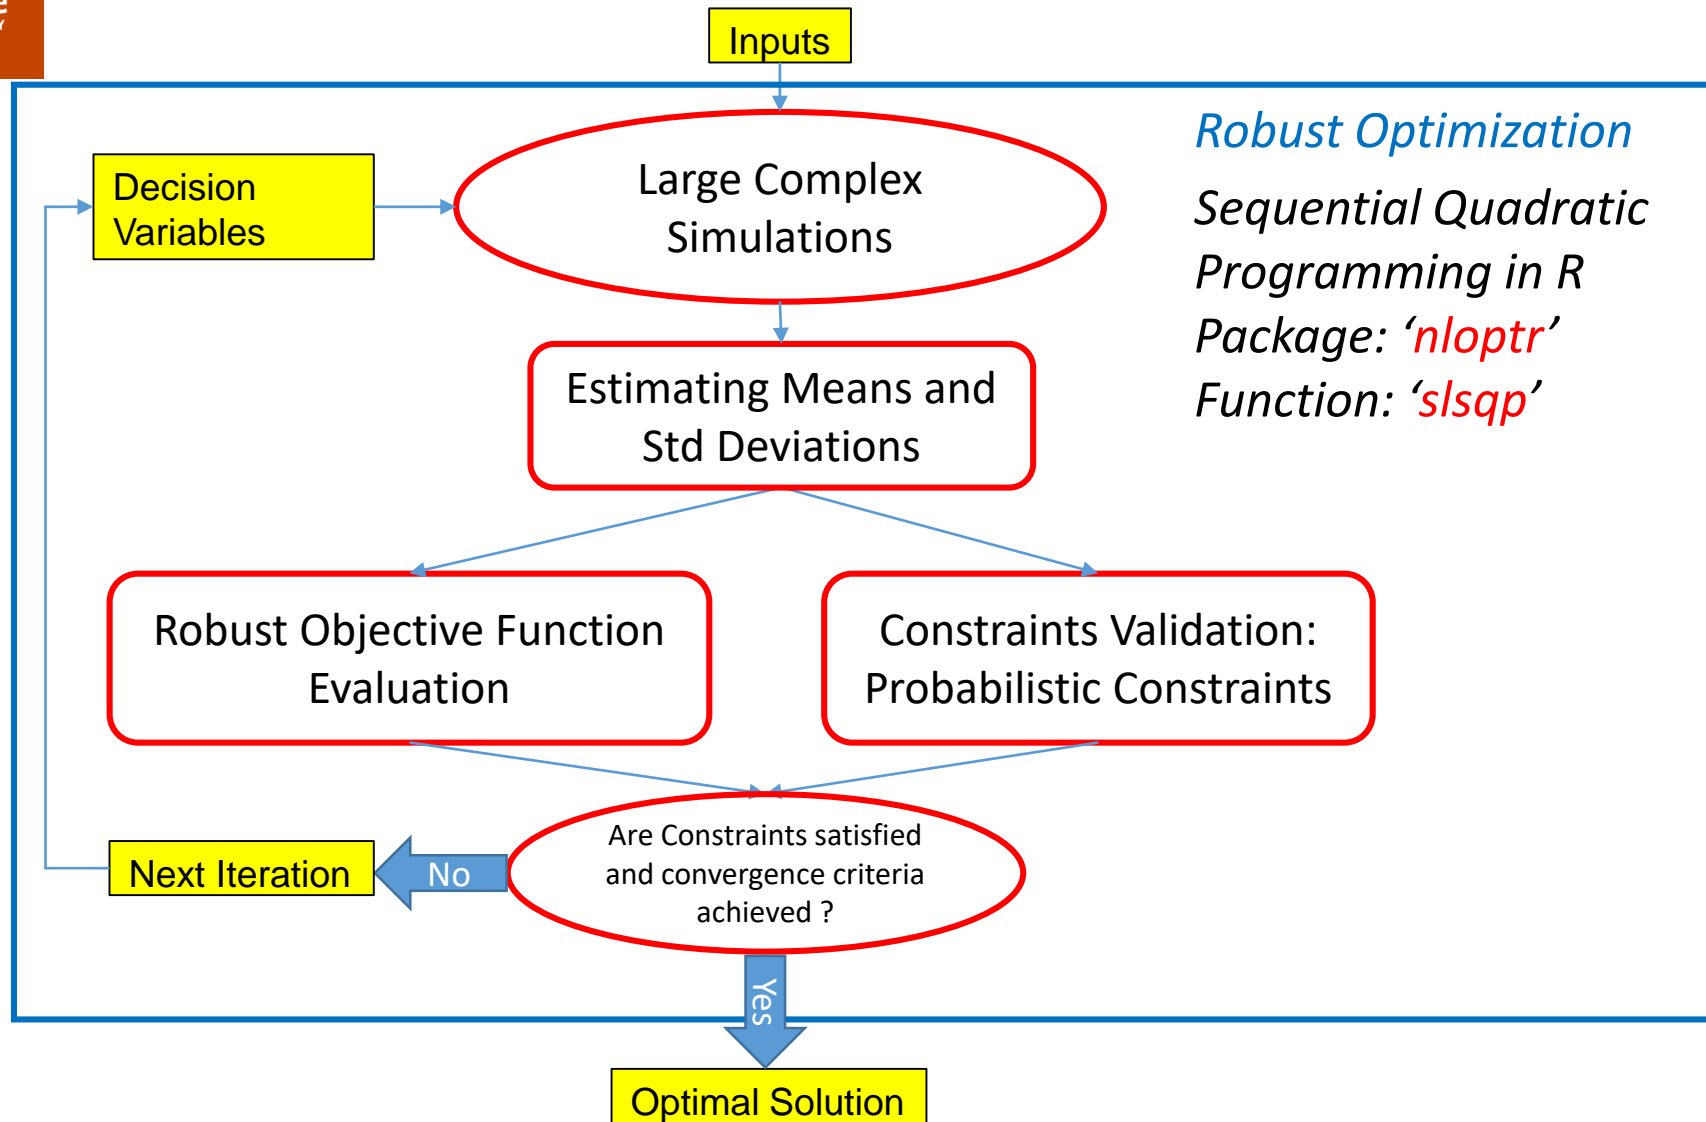 Inputs
Robust Optimization
Sequential Quadratic
Programming in R
Package: ‘nloptr’
Function: ‘slsqp’
Decision
Variables
Large Complex
Simulations
Estimating Means and
Std Deviations
Robust Objective Function
Evaluation
Constraints Validation:
Probabilistic Constraints
Are Constraints satisfied
and convergence criteria
achieved ?
No
Next Iteration
Yes
Optimal Solution